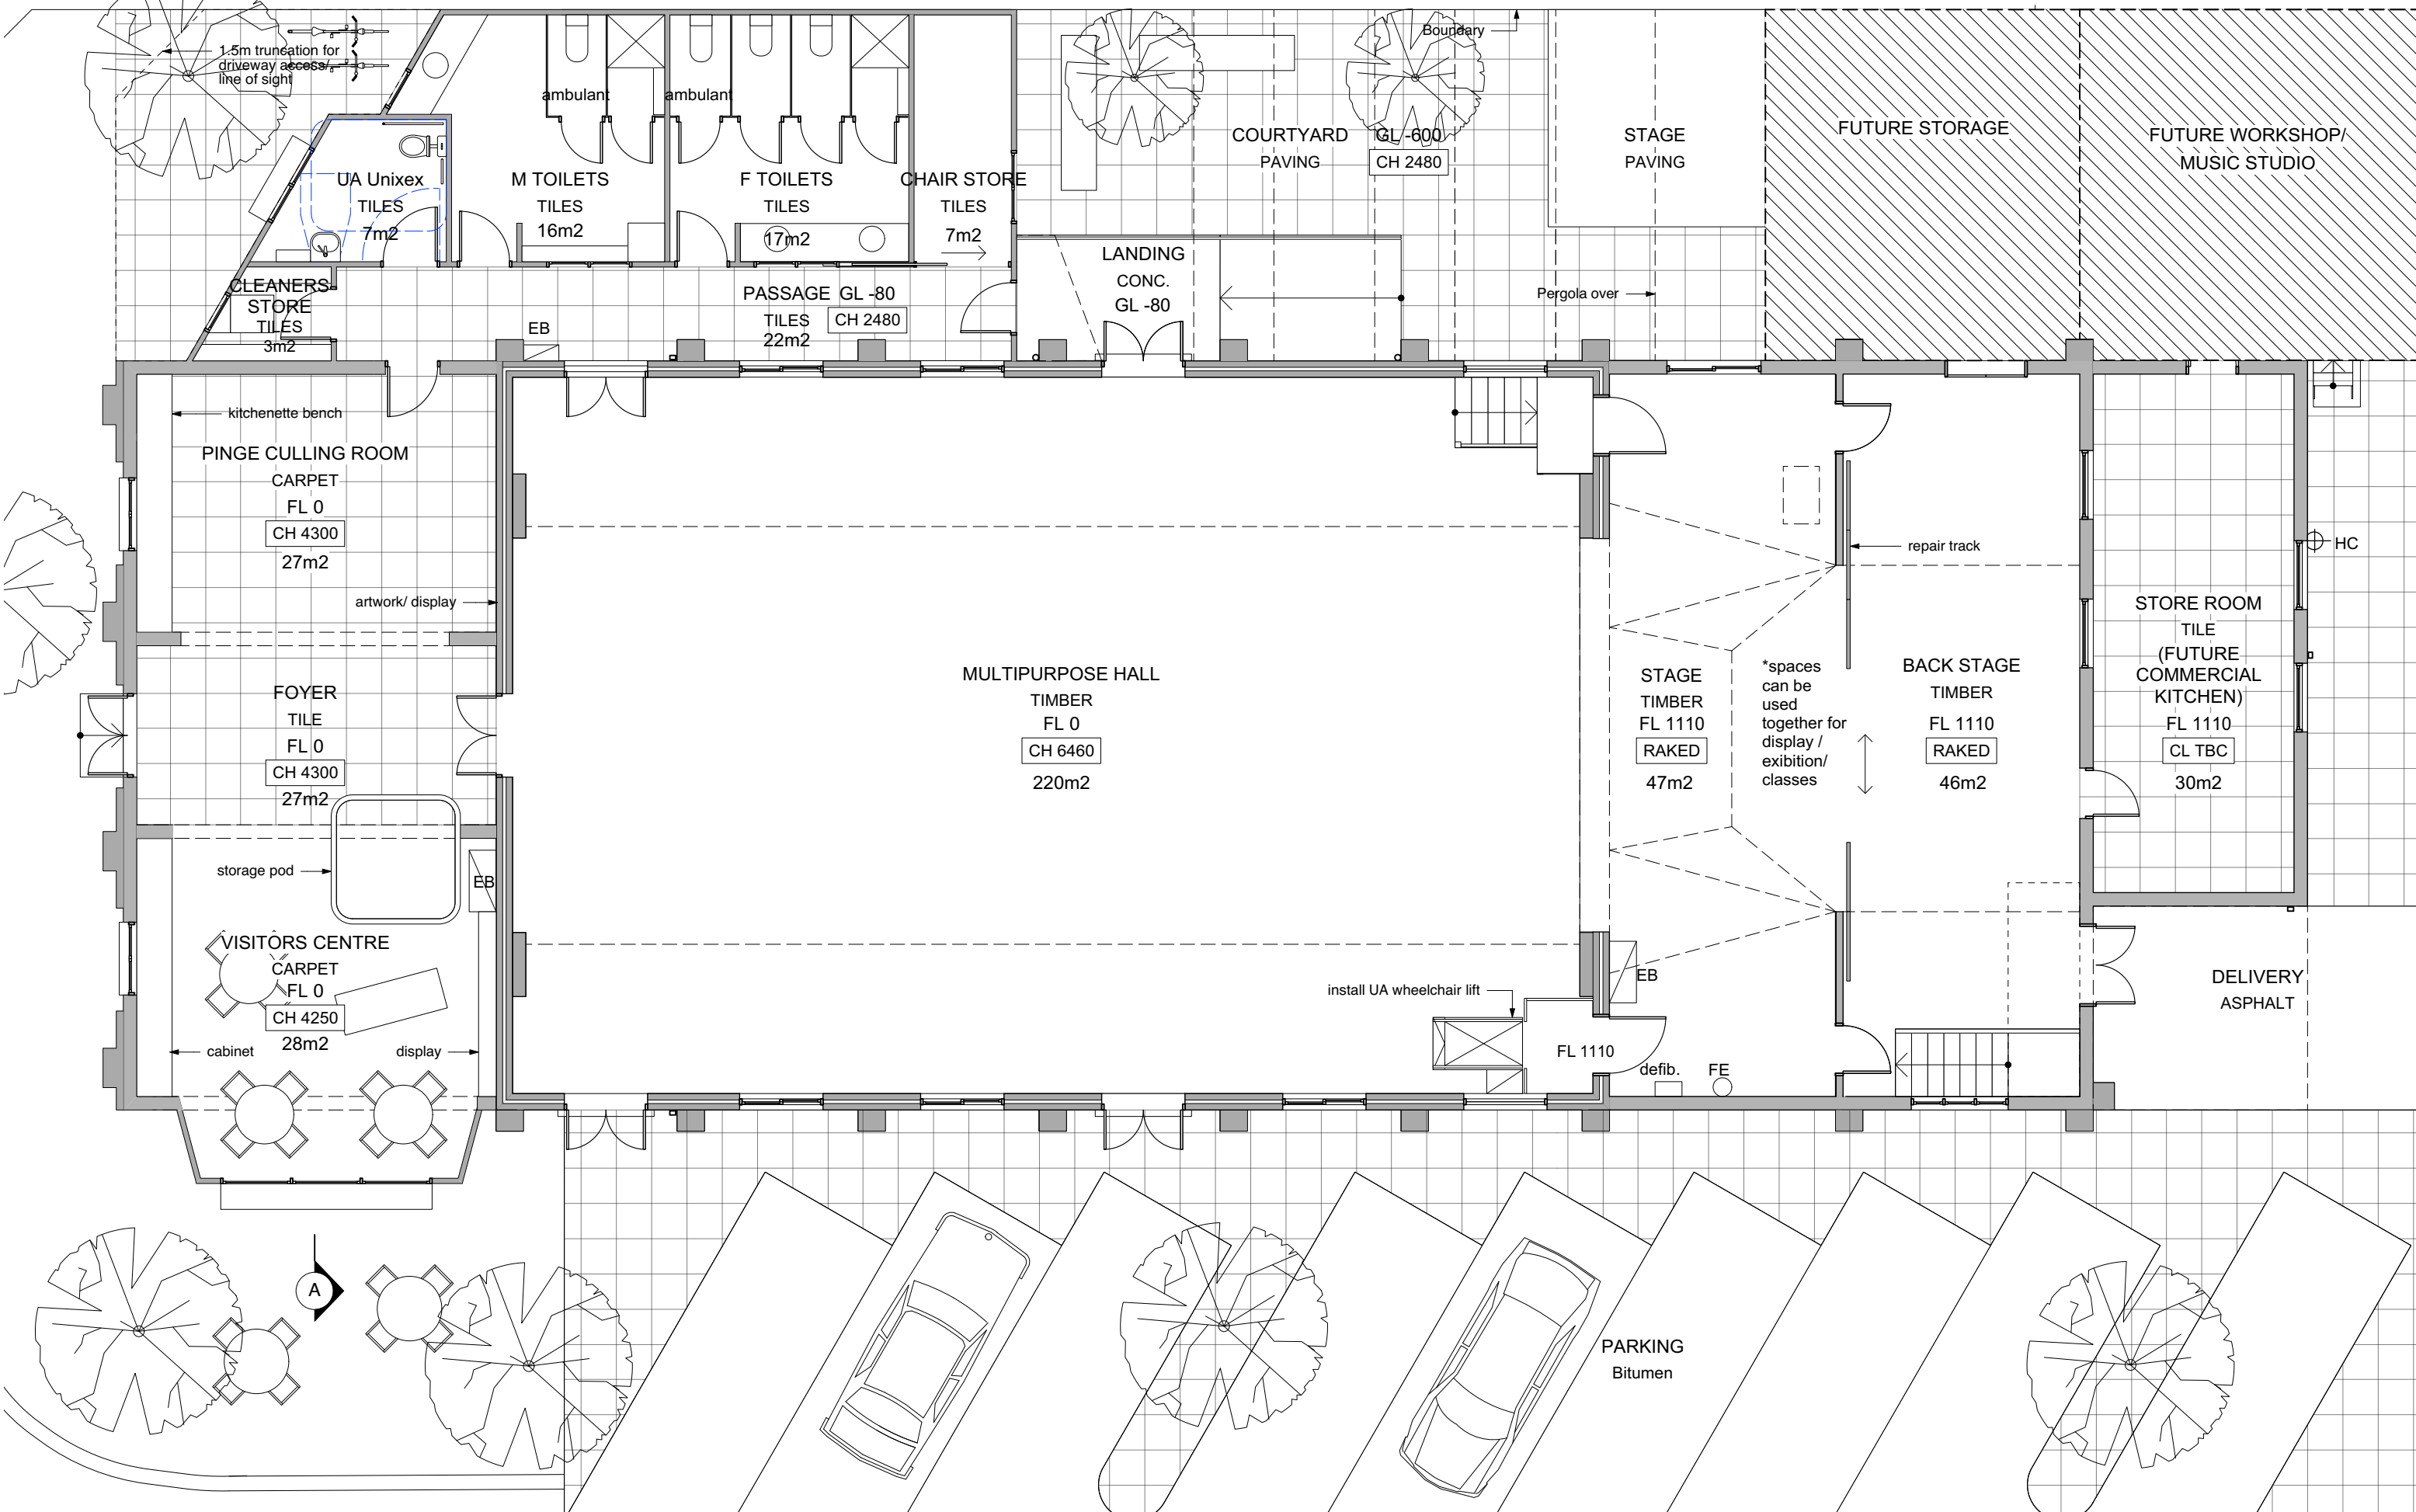 1.5m truncation for
driveway access/
line of sight
ambulant
ambulant
Boundary
UA Unixex
TILES
7m2
M TOILETS
TILES
16m2
F TOILETS
TILES
17m2
CHAIR STORE
TILES
7m2
COURTYARD
PAVING
GL -600
CH 2480
STAGE
PAVING
FUTURE STORAGE
FUTURE WORKSHOP/
MUSIC STUDIO
CLEANERS
STORE
TILES
3m2
EB
PASSAGE GL -80
TILES
CH 2480
22m2
LANDING
CONC.
GL -80
Pergola over
kitchenette bench
PINGE CULLING ROOM
CARPET
FL 0
CH 4300
27m2
artwork/ display
FOYER
TILE
FL 0
CH 4300
27m2
storage pod
EB
VISITORS CENTRE
CARPET
FL 0
CH 4250
28m2
cabinet
display
MULTIPURPOSE HALL
TIMBER
FL 0
CH 6460
220m2
install UA wheelchair lift
FL 1110
STAGE
TIMBER
FL 1110
RAKED
47m2
*spaces
can be
used
together for
display /
exibition/
classes
EB
defib.
FE
repair track
BACK STAGE
TIMBER
FL 1110
RAKED
46m2
HC
STORE ROOM
TILE
(FUTURE
COMMERCIAL
KITCHEN)
FL 1110
CL TBC
30m2
DELIVERY
ASPHALT
A
PARKING
Bitumen